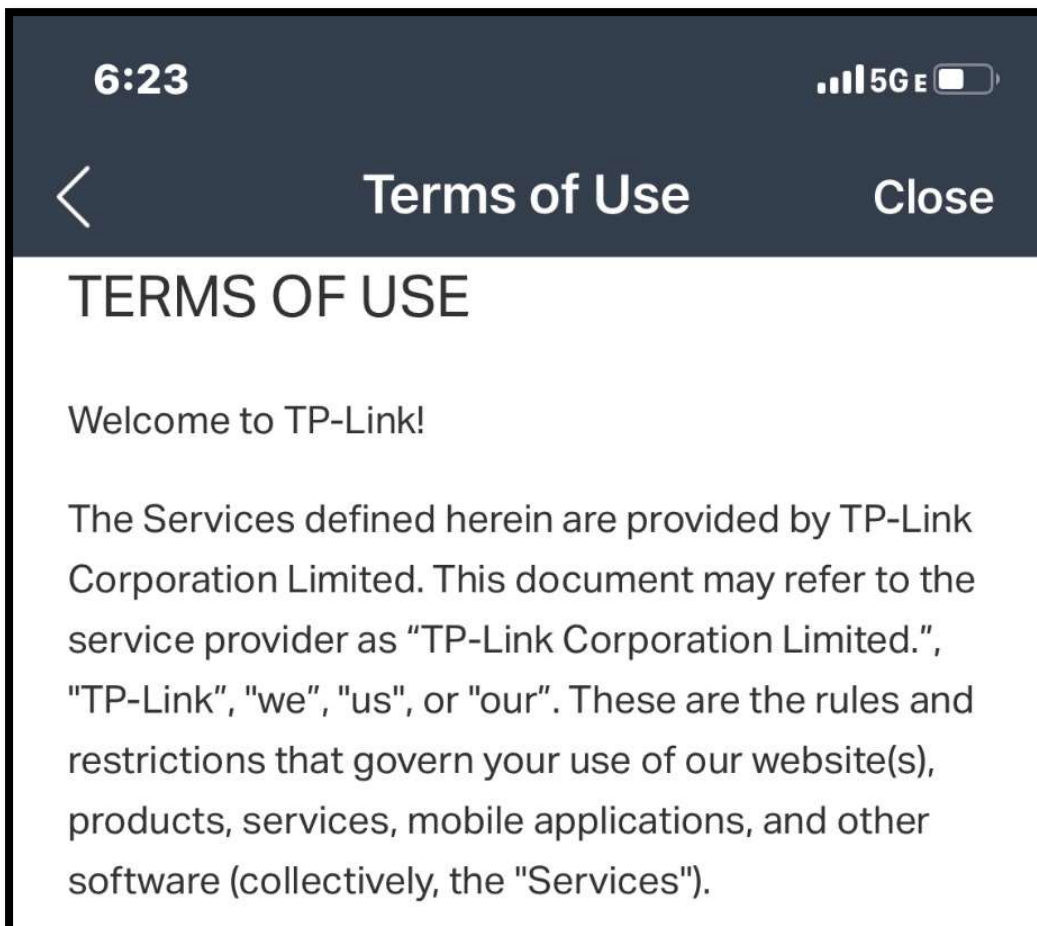 6:23
5G E
Terms of Use
Close
TERMS OF USE
Welcome to TP-Link!
The Services defined herein are provided by TP-Link
Corporation Limited. This document may refer to the
service provider as “TP-Link Corporation Limited.”,
"TP-Link”, "we”, "us", or "our”. These are the rules and
restrictions that govern your use of our website(s),
products, services, mobile applications, and other
software (collectively, the "Services").